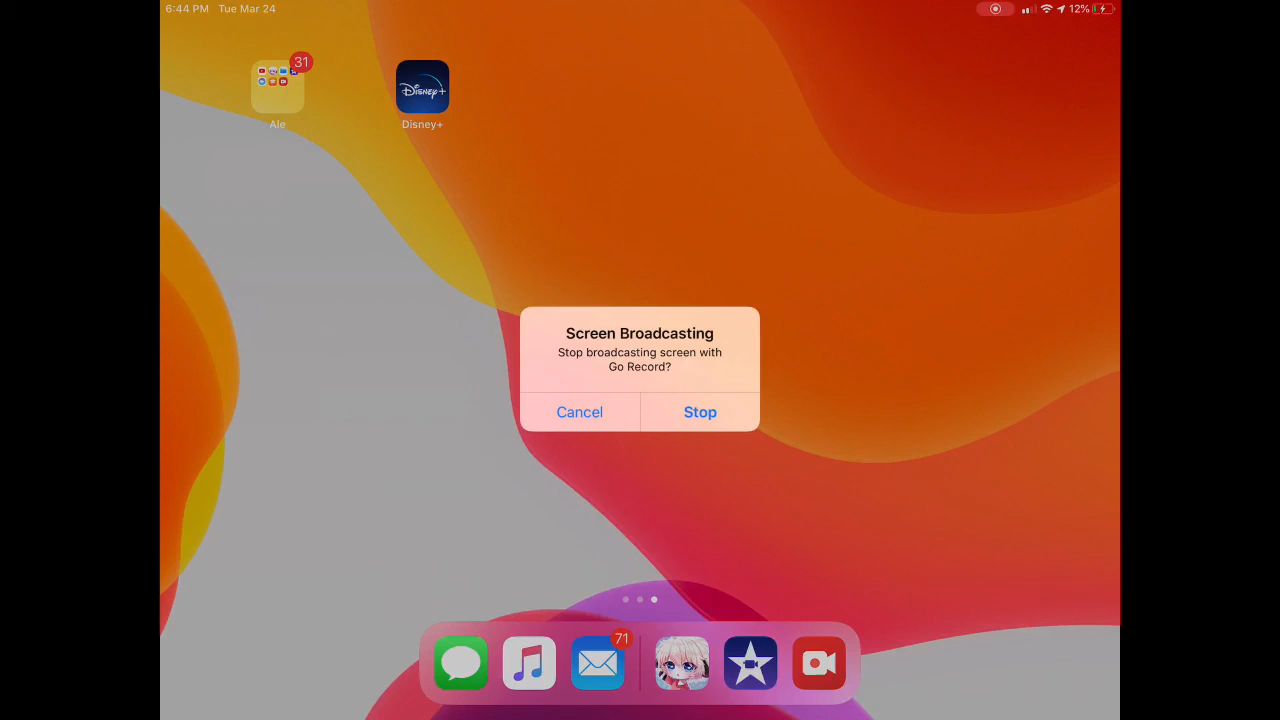 6:44 PM Tue Mar 24
12%
31
Disney+
Ale
Disney+
Screen Broadcasting
Stop broadcasting screen with
Go Record?
Cancel
Stop
71